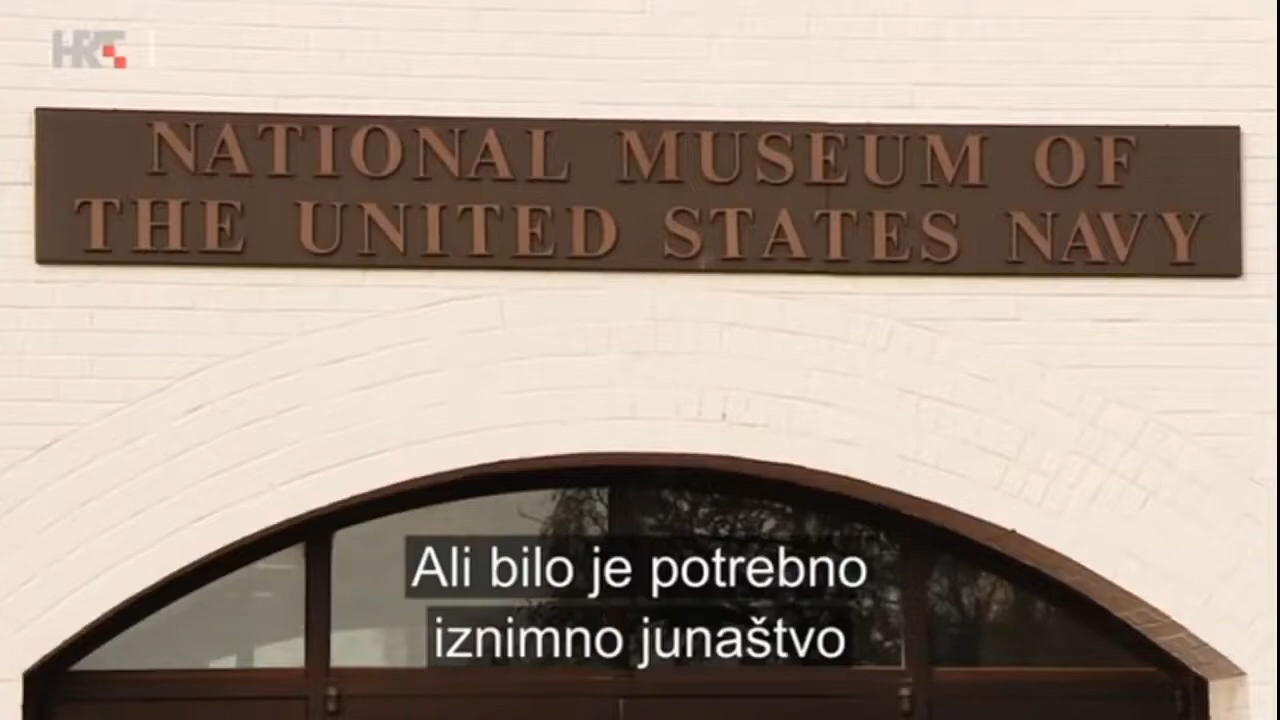 HRT
NATIONAL MUSEUM OF
THE UNITED STATES NAVY
Ali bilo je potrebno
iznimno junaštvo